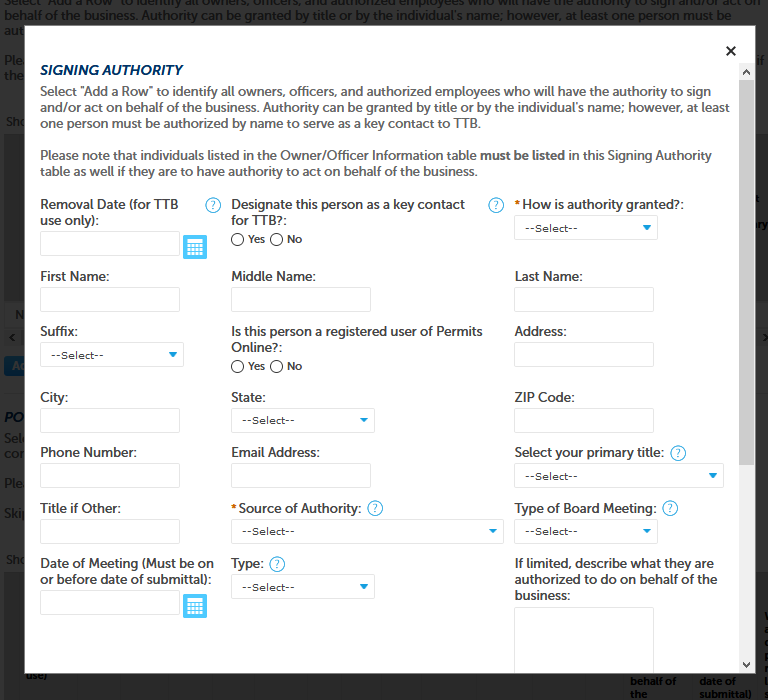 Select "Add a Row" to identify all owners, officers, and authorized employees who will have the authority to sign and/or act on
behalf of the business. Authority can be granted by title or by the individual's name; however, at least one person must be
aut
Plea
if
the
Sho
SIGNING AUTHORITY
Select "Add a Row" to identify all owners, officers, and authorized employees who will have the authority to sign
and/or act on behalf of the business. Authority can be granted by title or by the individual's name; however, at least
one person must be authorized by name to serve as a key contact to TTB.
Please note that individuals listed in the Owner/Officer Information table must be listed in this Signing Authority
table as well if they are to have authority to act on behalf of the business.
Removal Date (for TTB
use only):
? Designate this person as a key contact
for TTB?:
Yes No
? * How is authority granted?:
--Select--
First Name: Middle Name: Last Name:
Suffix:
--Select--
Is this person a registered user of Permits
Online?:
Yes No
Address:
City: State: ZIP Code:
--Select--
Phone Number: Email Address: Select your primary title: ?
--Select--
Title if Other: * Source of Authority: ? Type of Board Meeting: ?
--Select-- --Select--
Date of Meeting (Must be on
or before date of submittal):
Type: ?
--Select--
If limited, describe what they are
authorized to do on behalf of the
business:
PO
Sel
con
Plea
Skip
Sho
use)
behalf of
the
date of
submittal)